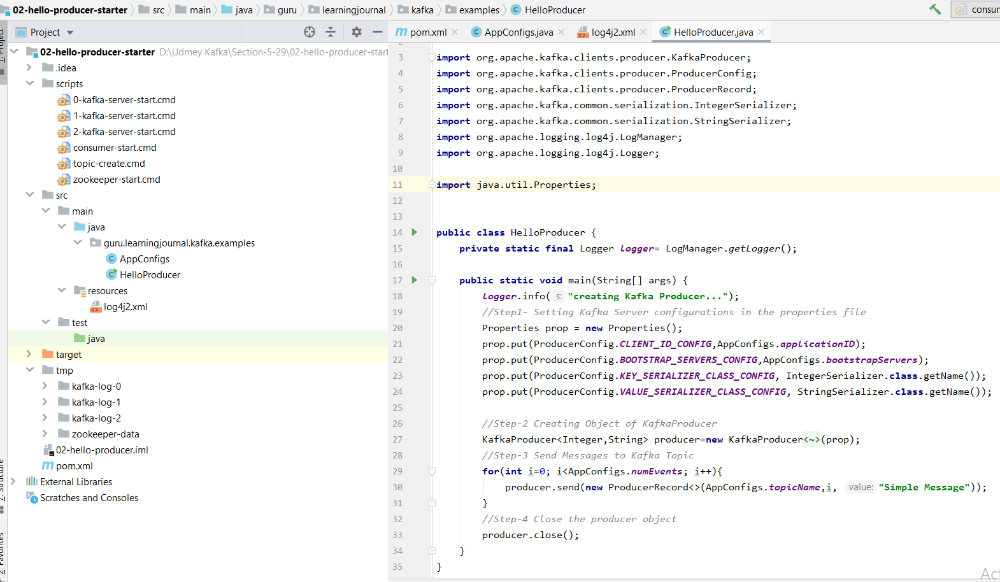 02-hello-producer-starter src main java guru learningjournal kafka examples HelloProducer consum
Project
pom.xml AppConfigs.java log4j2.xml HelloProducer.java
1: Project
02-hello-producer-starter D:\Udmey Kafka\Section-5-29\02-hello-producer-start
.idea
scripts
0-kafka-server-start.cmd
1-kafka-server-start.cmd
2-kafka-server-start.cmd
consumer-start.cmd
topic-create.cmd
zookeeper-start.cmd
src
main
java
guru.learningjournal.kafka.examples
AppConfigs
HelloProducer
resources
log4j2.xml
test
java
target
tmp
kafka-log-0
kafka-log-1
kafka-log-2
zookeeper-data
02-hello-producer.iml
pom.xml
External Libraries
Scratches and Consoles
2
3 import org.apache.kafka.clients.producer.KafkaProducer;
4 import org.apache.kafka.clients.producer.ProducerConfig;
5 import org.apache.kafka.clients.producer.ProducerRecord;
6 import org.apache.kafka.common.serialization.IntegerSerializer;
7 import org.apache.kafka.common.serialization.StringSerializer;
8 import org.apache.logging.log4j.LogManager;
9 import org.apache.logging.log4j.Logger;
10
11 import java.util.Properties;
12
13
14 public class HelloProducer {
15 private static final Logger logger= LogManager.getLogger();
16
17 public static void main(String[] args) {
18 logger.info( s: "creating Kafka Producer...");
19 //Step1- Setting Kafka Server configurations in the properties file
20 Properties prop = new Properties();
21 prop.put(ProducerConfig.CLIENT_ID_CONFIG,AppConfigs.applicationID);
22 prop.put(ProducerConfig.BOOTSTRAP_SERVERS_CONFIG,AppConfigs.bootstrapServers);
23 prop.put(ProducerConfig.KEY_SERIALIZER_CLASS_CONFIG, IntegerSerializer.class.getName());
24 prop.put(ProducerConfig.VALUE_SERIALIZER_CLASS_CONFIG, StringSerializer.class.getName());
25
26 //Step-2 Creating Object of KafkaProducer
27 KafkaProducer<Integer,String> producer=new KafkaProducer<~>(prop);
28 //Step-3 Send Messages to Kafka Topic
29 for(int i=0; i<AppConfigs.numEvents; i++){
30 producer.send(new ProducerRecord<>(AppConfigs.topicName,i, value: "Simple Message"));
31 }
32 //Step-4 Close the producer object
33 producer.close();
34 }
35 }
Z: Structure
2: Favorites
Act